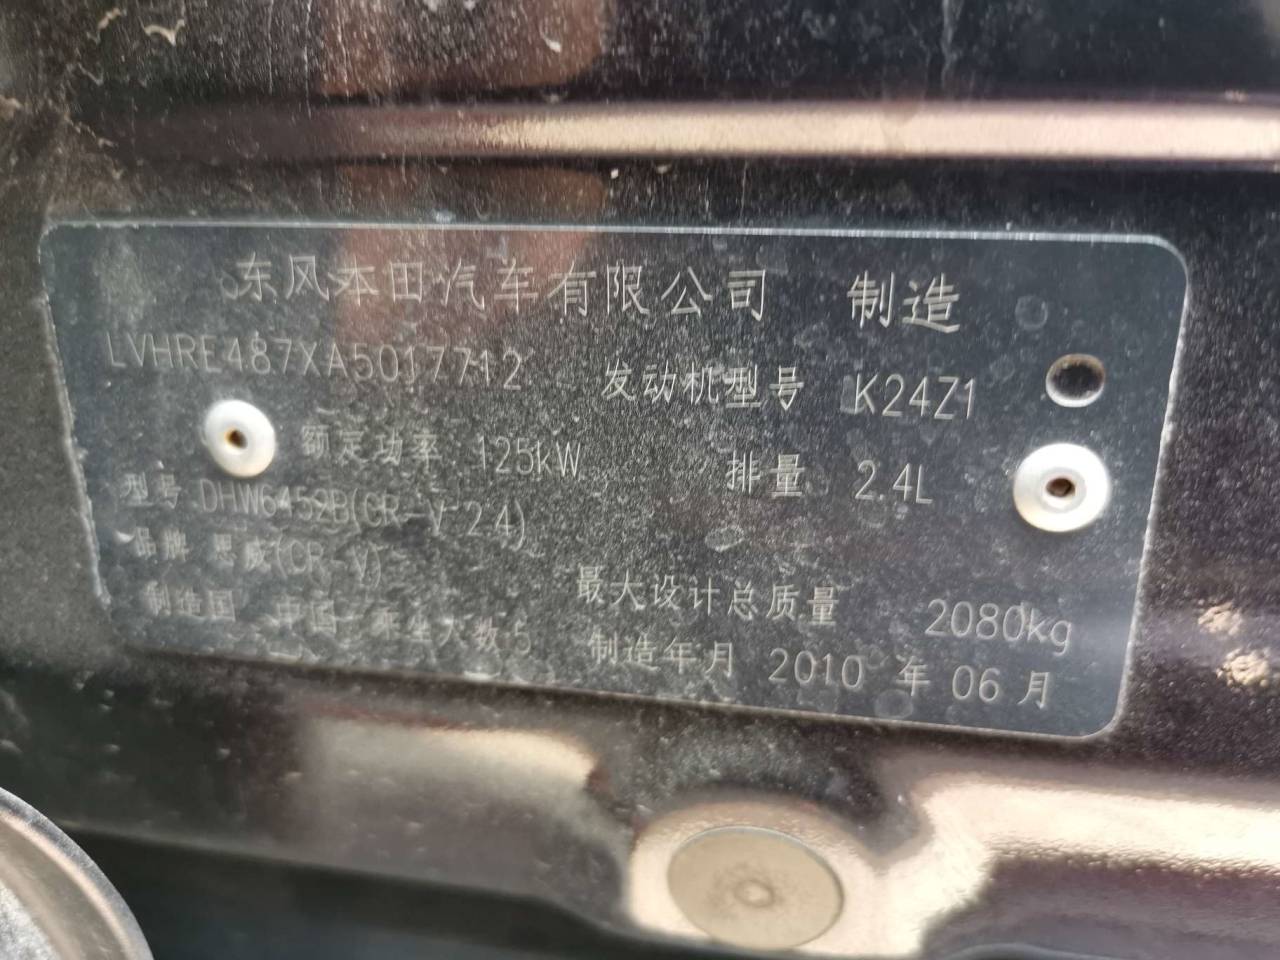 东风本田汽车有限公司 制造
LVHRE487XA5017712 发动机型号 K24Z1
额定功率 125kW 排量 2.4L
型号 DHW6452B(CR-V 2.4)
品牌 思威(CR-V) 最大设计总质量 2080kg
制造国 中国 乘坐人数 5 制造年月 2010 年 06 月